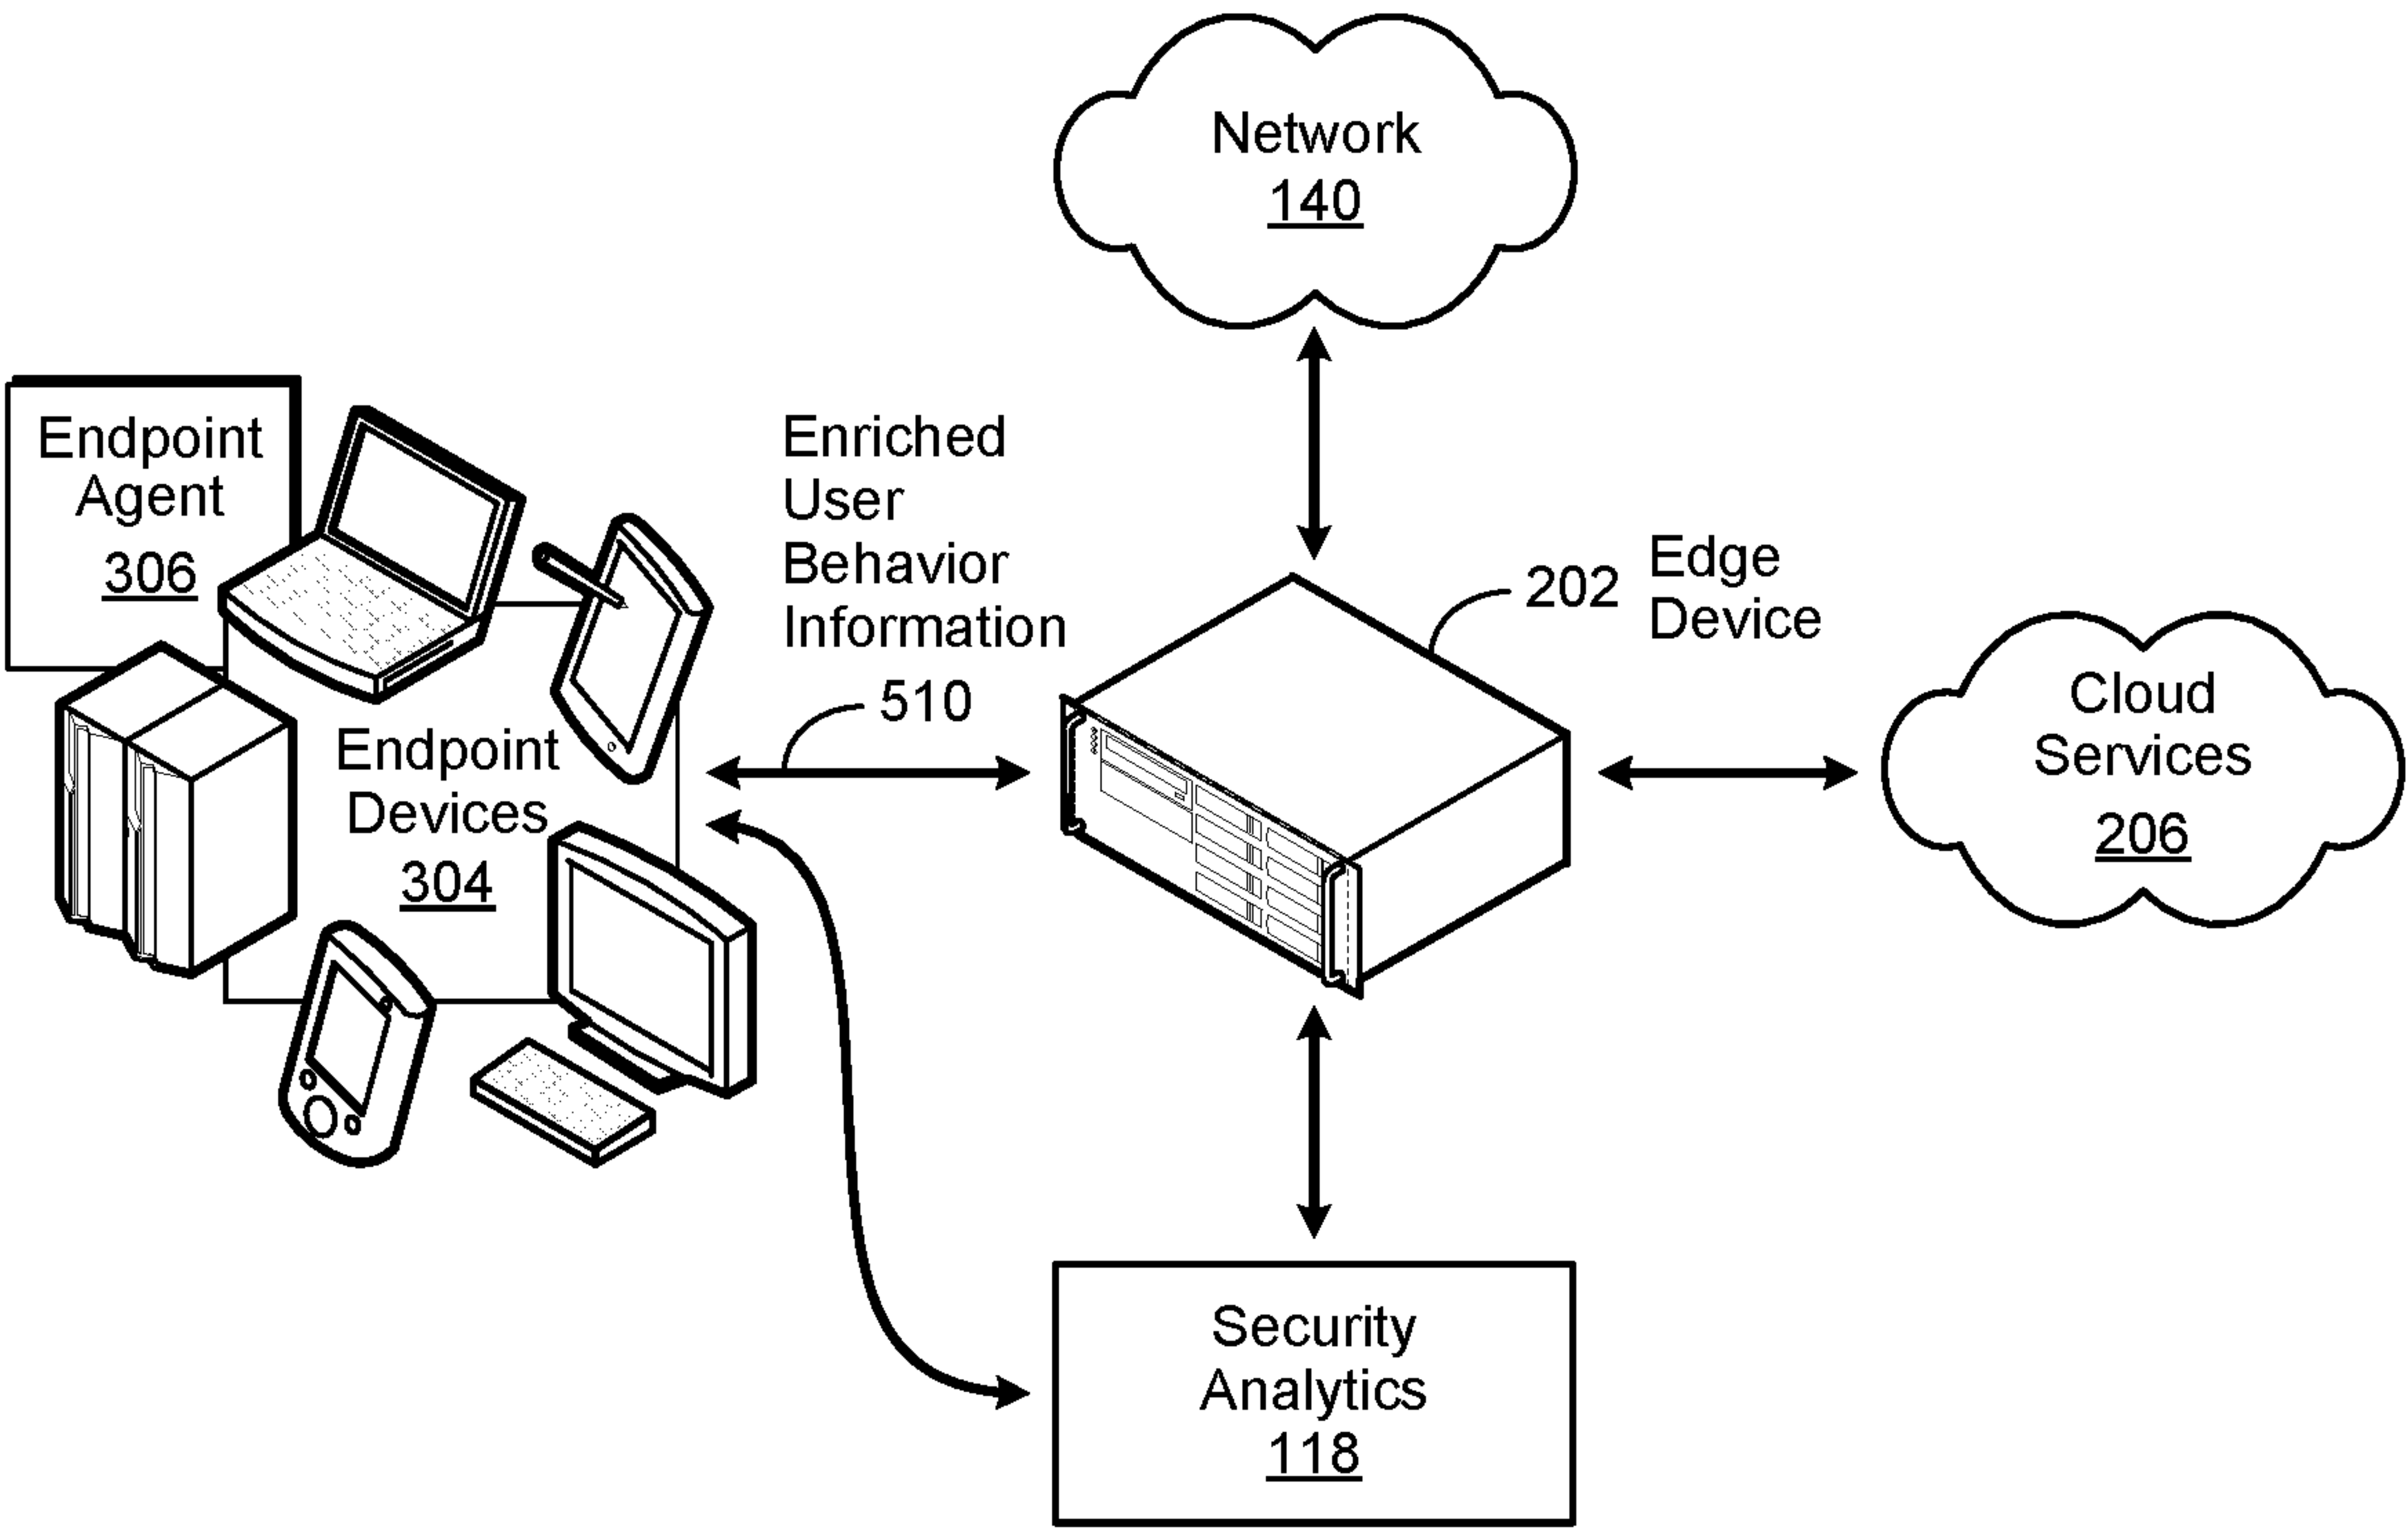 Network
140
Endpoint
Agent
306
Enriched
User
Behavior
Information
510
202
Edge
Device
Cloud
Services
206
Endpoint
Devices
304
Security
Analytics
118